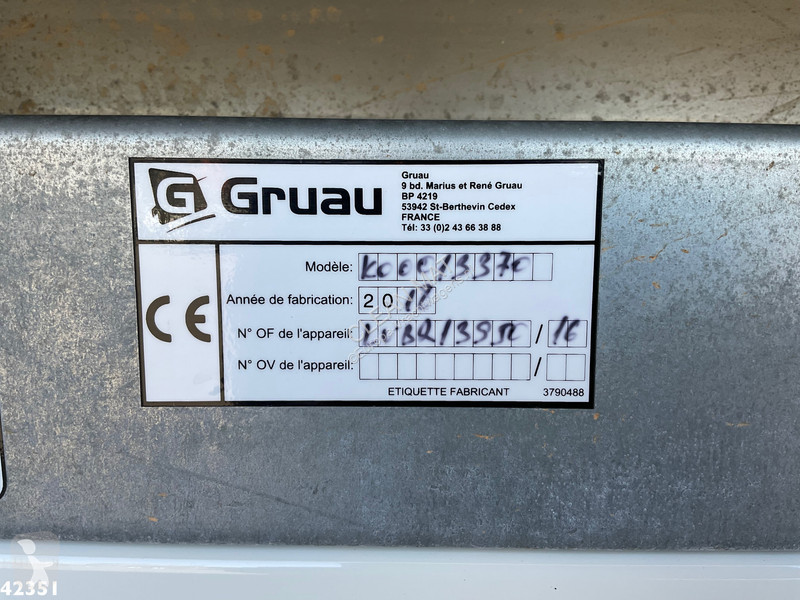 Gruau
Gruau
9 bd. Marius et René Gruau
BP 4219
53942 St-Berthevin Cedex
FRANCE
Tél: 33 (0)2 43 66 38 88
CE
Modèle: K00013370
Année de fabrication:
N° OF de l'appareil: / 16
N° OV de l'appareil: /
ETIQUETTE FABRICANT 3790488
42351